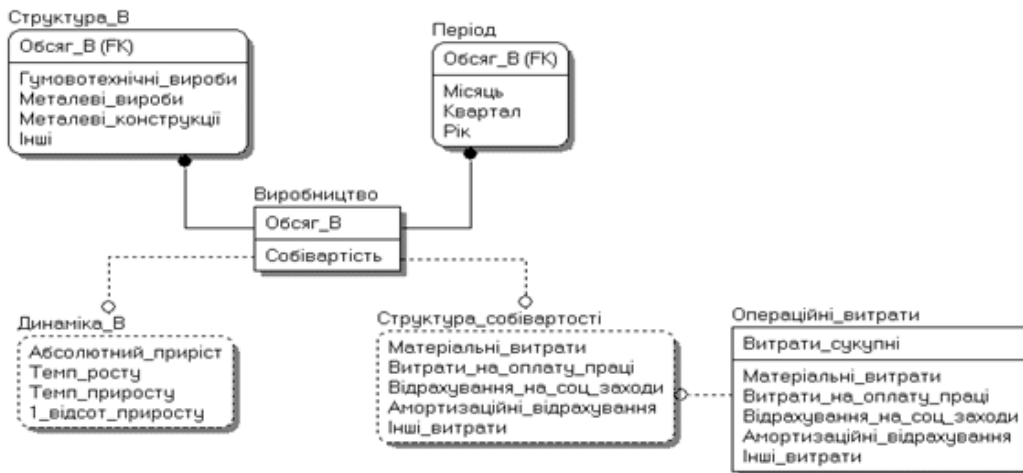 Структура_В
Обсяг_В (FK)
Гумовотехнічні_вироби
Металеві_вироби
Металеві_конструкції
Інші
Період
Обсяг_В (FK)
Місяць
Квартал
Рік
Виробництво
Обсяг_В
Собівартість
Динаміка_В
Абсолютний_приріст
Темп_росту
Темп_приросту
1_відсот_приросту
Структура_собівартості
Матеріальні_витрати
Витрати_на_оплату_праці
Відрахування_на_соц_заходи
Амортизаційні_відрахування
Інші_витрати
Операційні_витрати
Витрати_сукупні
Матеріальні_витрати
Витрати_на_оплату_праці
Відрахування_на_соц_заходи
Амортизаційні_відрахування
Інші_витрати